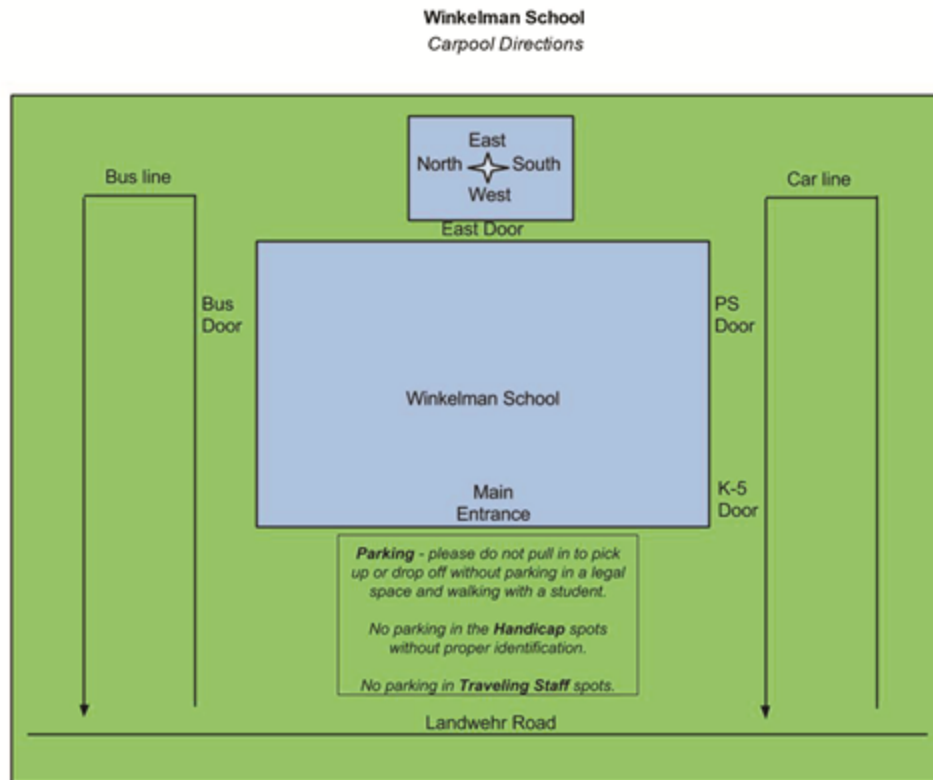 Winkelman School
Carpool Directions
East
North South
West
East Door
Bus line
Car line
Bus
Door
PS
Door
Winkelman School
K-5
Door
Main
Entrance
Parking - please do not pull in to pick
up or drop off without parking in a legal
space and walking with a student.
No parking in the Handicap spots
without proper identification.
No parking in Traveling Staff spots.
Landwehr Road